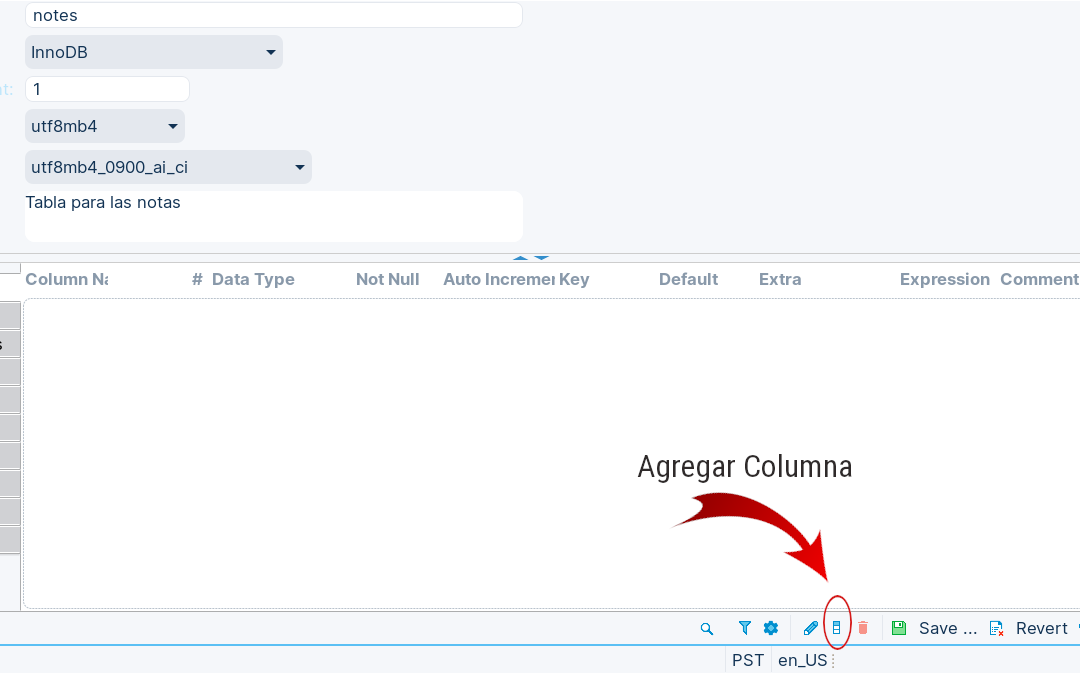 notes
InnoDB
1
utf8mb4
utf8mb4_0900_ai_ci
Tabla para las notas
Column Na # Data Type Not Null Auto Incremen Key Default Extra Expression Comment
Agregar Columna
Save ... Revert
PST en_US